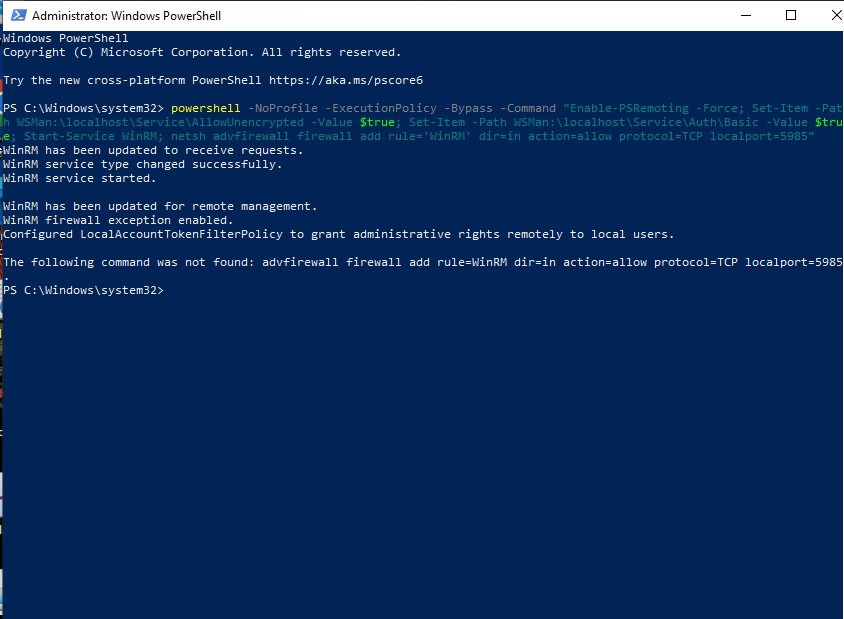 Administrator: Windows PowerShell
Windows PowerShell
Copyright (C) Microsoft Corporation. All rights reserved.
Try the new cross-platform PowerShell https://aka.ms/pscore6
PS C:\Windows\system32> powershell -NoProfile -ExecutionPolicy -Bypass -Command "Enable-PSRemoting -Force; Set-Item -Pat
h WSMan:\localhost\Service\AllowUnencrypted -Value $true; Set-Item -Path WSMan:\localhost\Service\Auth\Basic -Value $tru
e; Start-Service WinRM; netsh advfirewall firewall add rule='WinRM' dir=in action=allow protocol=TCP localport=5985"
WinRM has been updated to receive requests.
WinRM service type changed successfully.
WinRM service started.
WinRM has been updated for remote management.
WinRM firewall exception enabled.
Configured LocalAccountTokenFilterPolicy to grant administrative rights remotely to local users.
The following command was not found: advfirewall firewall add rule=WinRM dir=in action=allow protocol=TCP localport=5985
.
PS C:\Windows\system32>